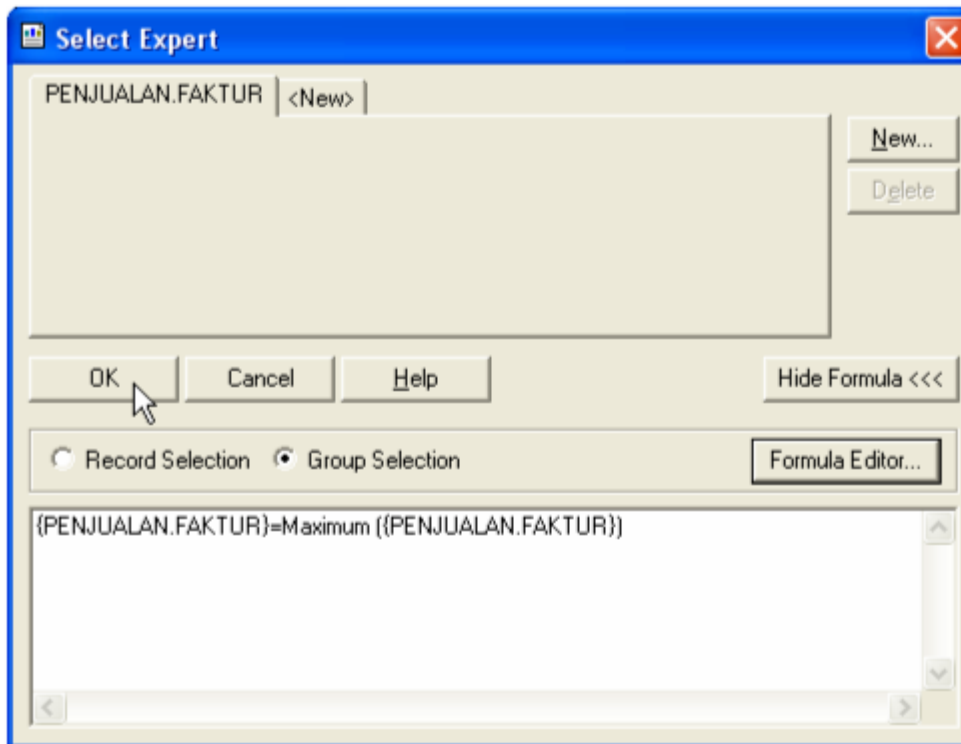 Select Expert
PENJUALAN.FAKTUR <New>
New...
Delete
OK Cancel Help Hide Formula <<<
Record Selection Group Selection Formula Editor...
{PENJUALAN.FAKTUR}=Maximum ({PENJUALAN.FAKTUR})